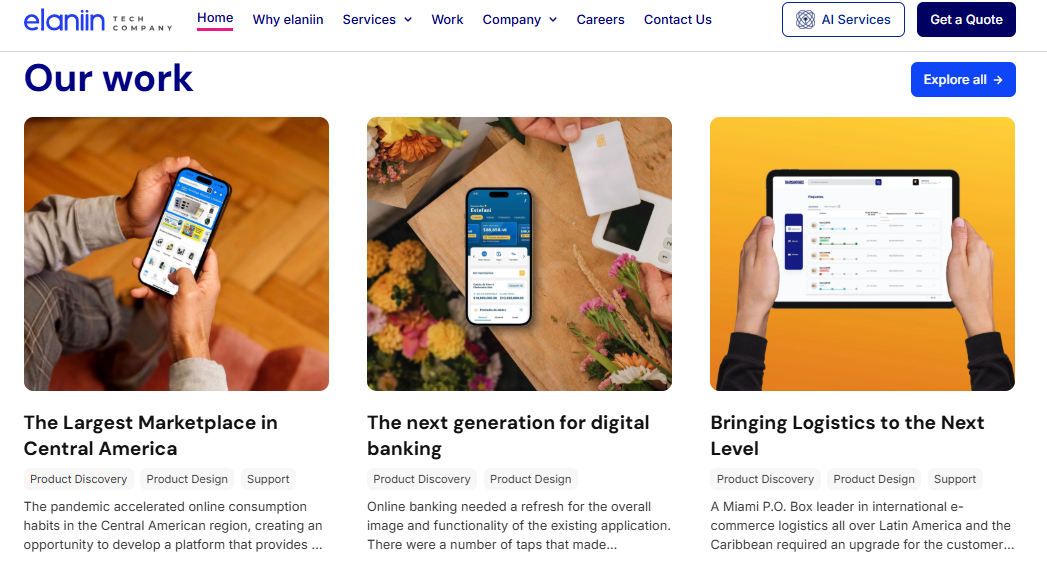 elaniin TECH COMPANY
Home Why elaniin Services Work Company Careers Contact Us AI Services Get a Quote
Our work Explore all →
The Largest Marketplace in
Central America
Product Discovery Product Design Support
The pandemic accelerated online consumption
habits in the Central American region, creating an
opportunity to develop a platform that provides ...
Estefani
The next generation for digital
banking
Product Discovery Product Design
Online banking needed a refresh for the overall
image and functionality of the existing application.
There were a number of taps that made...
Bringing Logistics to the Next
Level
Product Discovery Product Design Support
A Miami P.O. Box leader in international e-
commerce logistics all over Latin America and the
Caribbean required an upgrade for the customer...